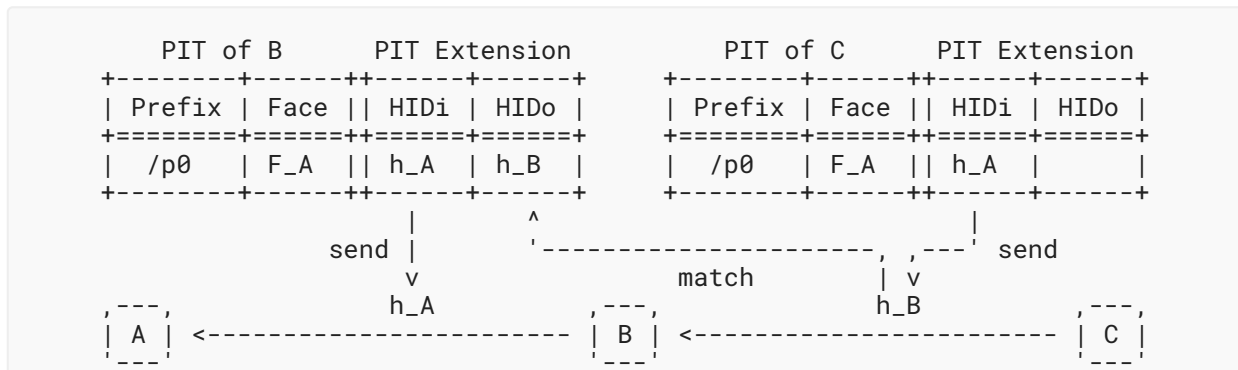 PIT of B      PIT Extension          PIT of C      PIT Extension
+--------+------++------+------+     +--------+------++------+------+
| Prefix | Face || HIDi | HIDo |     | Prefix | Face || HIDi | HIDo |
+========+======++======+======+     +========+======++======+======+
|  /p0   | F_A  || h_A  | h_B  |     |  /p0   | F_A  || h_A  |      |
+--------+------++------+------+     +--------+------++------+------+
                    |       ^                            |
               send |       '----------------------, ,---' send
                    v                 match        | v
,---,              h_A          ,---,              h_B         ,---,
| A | <------------------------ | B | <----------------------- | C |
'---'                           '---'                          '---'